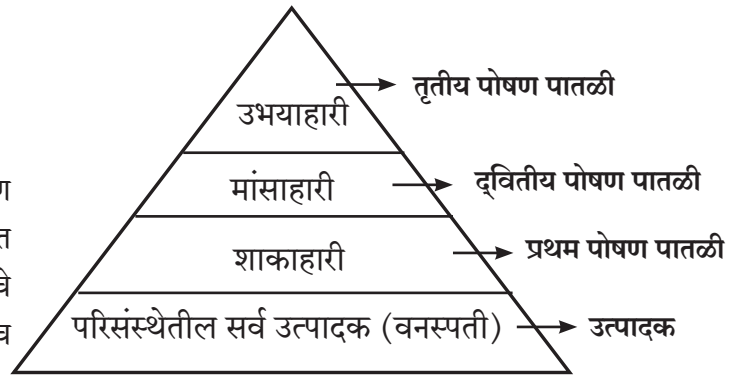 तृतीय पोषण पातळी
उभयाहारी
मांसाहारी
द्वितीय पोषण पातळी
शाकाहारी
प्रथम पोषण पातळी
परिसंस्थेतील सर्व उत्पादक (वनस्पती)
उत्पादक